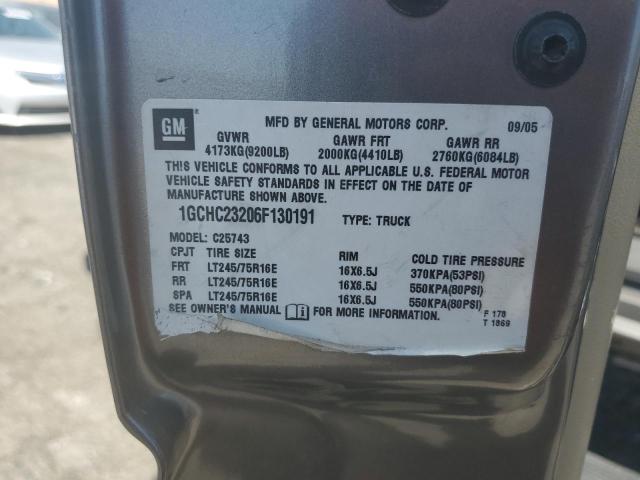 GM
MFD BY GENERAL MOTORS CORP. 09/05
GVWR GAWR FRT GAWR RR
4173KG(9200LB) 2000KG(4410LB) 2760KG(6084LB)
THIS VEHICLE CONFORMS TO ALL APPLICABLE U.S. FEDERAL MOTOR
VEHICLE SAFETY STANDARDS IN EFFECT ON THE DATE OF
MANUFACTURE SHOWN ABOVE.
1GCHC23206F130191 TYPE: TRUCK
MODEL: C25743
CPJT TIRE SIZE RIM COLD TIRE PRESSURE
FRT LT245/75R16E 16X6.5J 370KPA(53PSI)
RR LT245/75R16E 16X6.5J 550KPA(80PSI)
SPA LT245/75R16E 16X6.5J 550KPA(80PSI)
SEE OWNER'S MANUAL FOR MORE INFORMATION.
F 178
T 1869